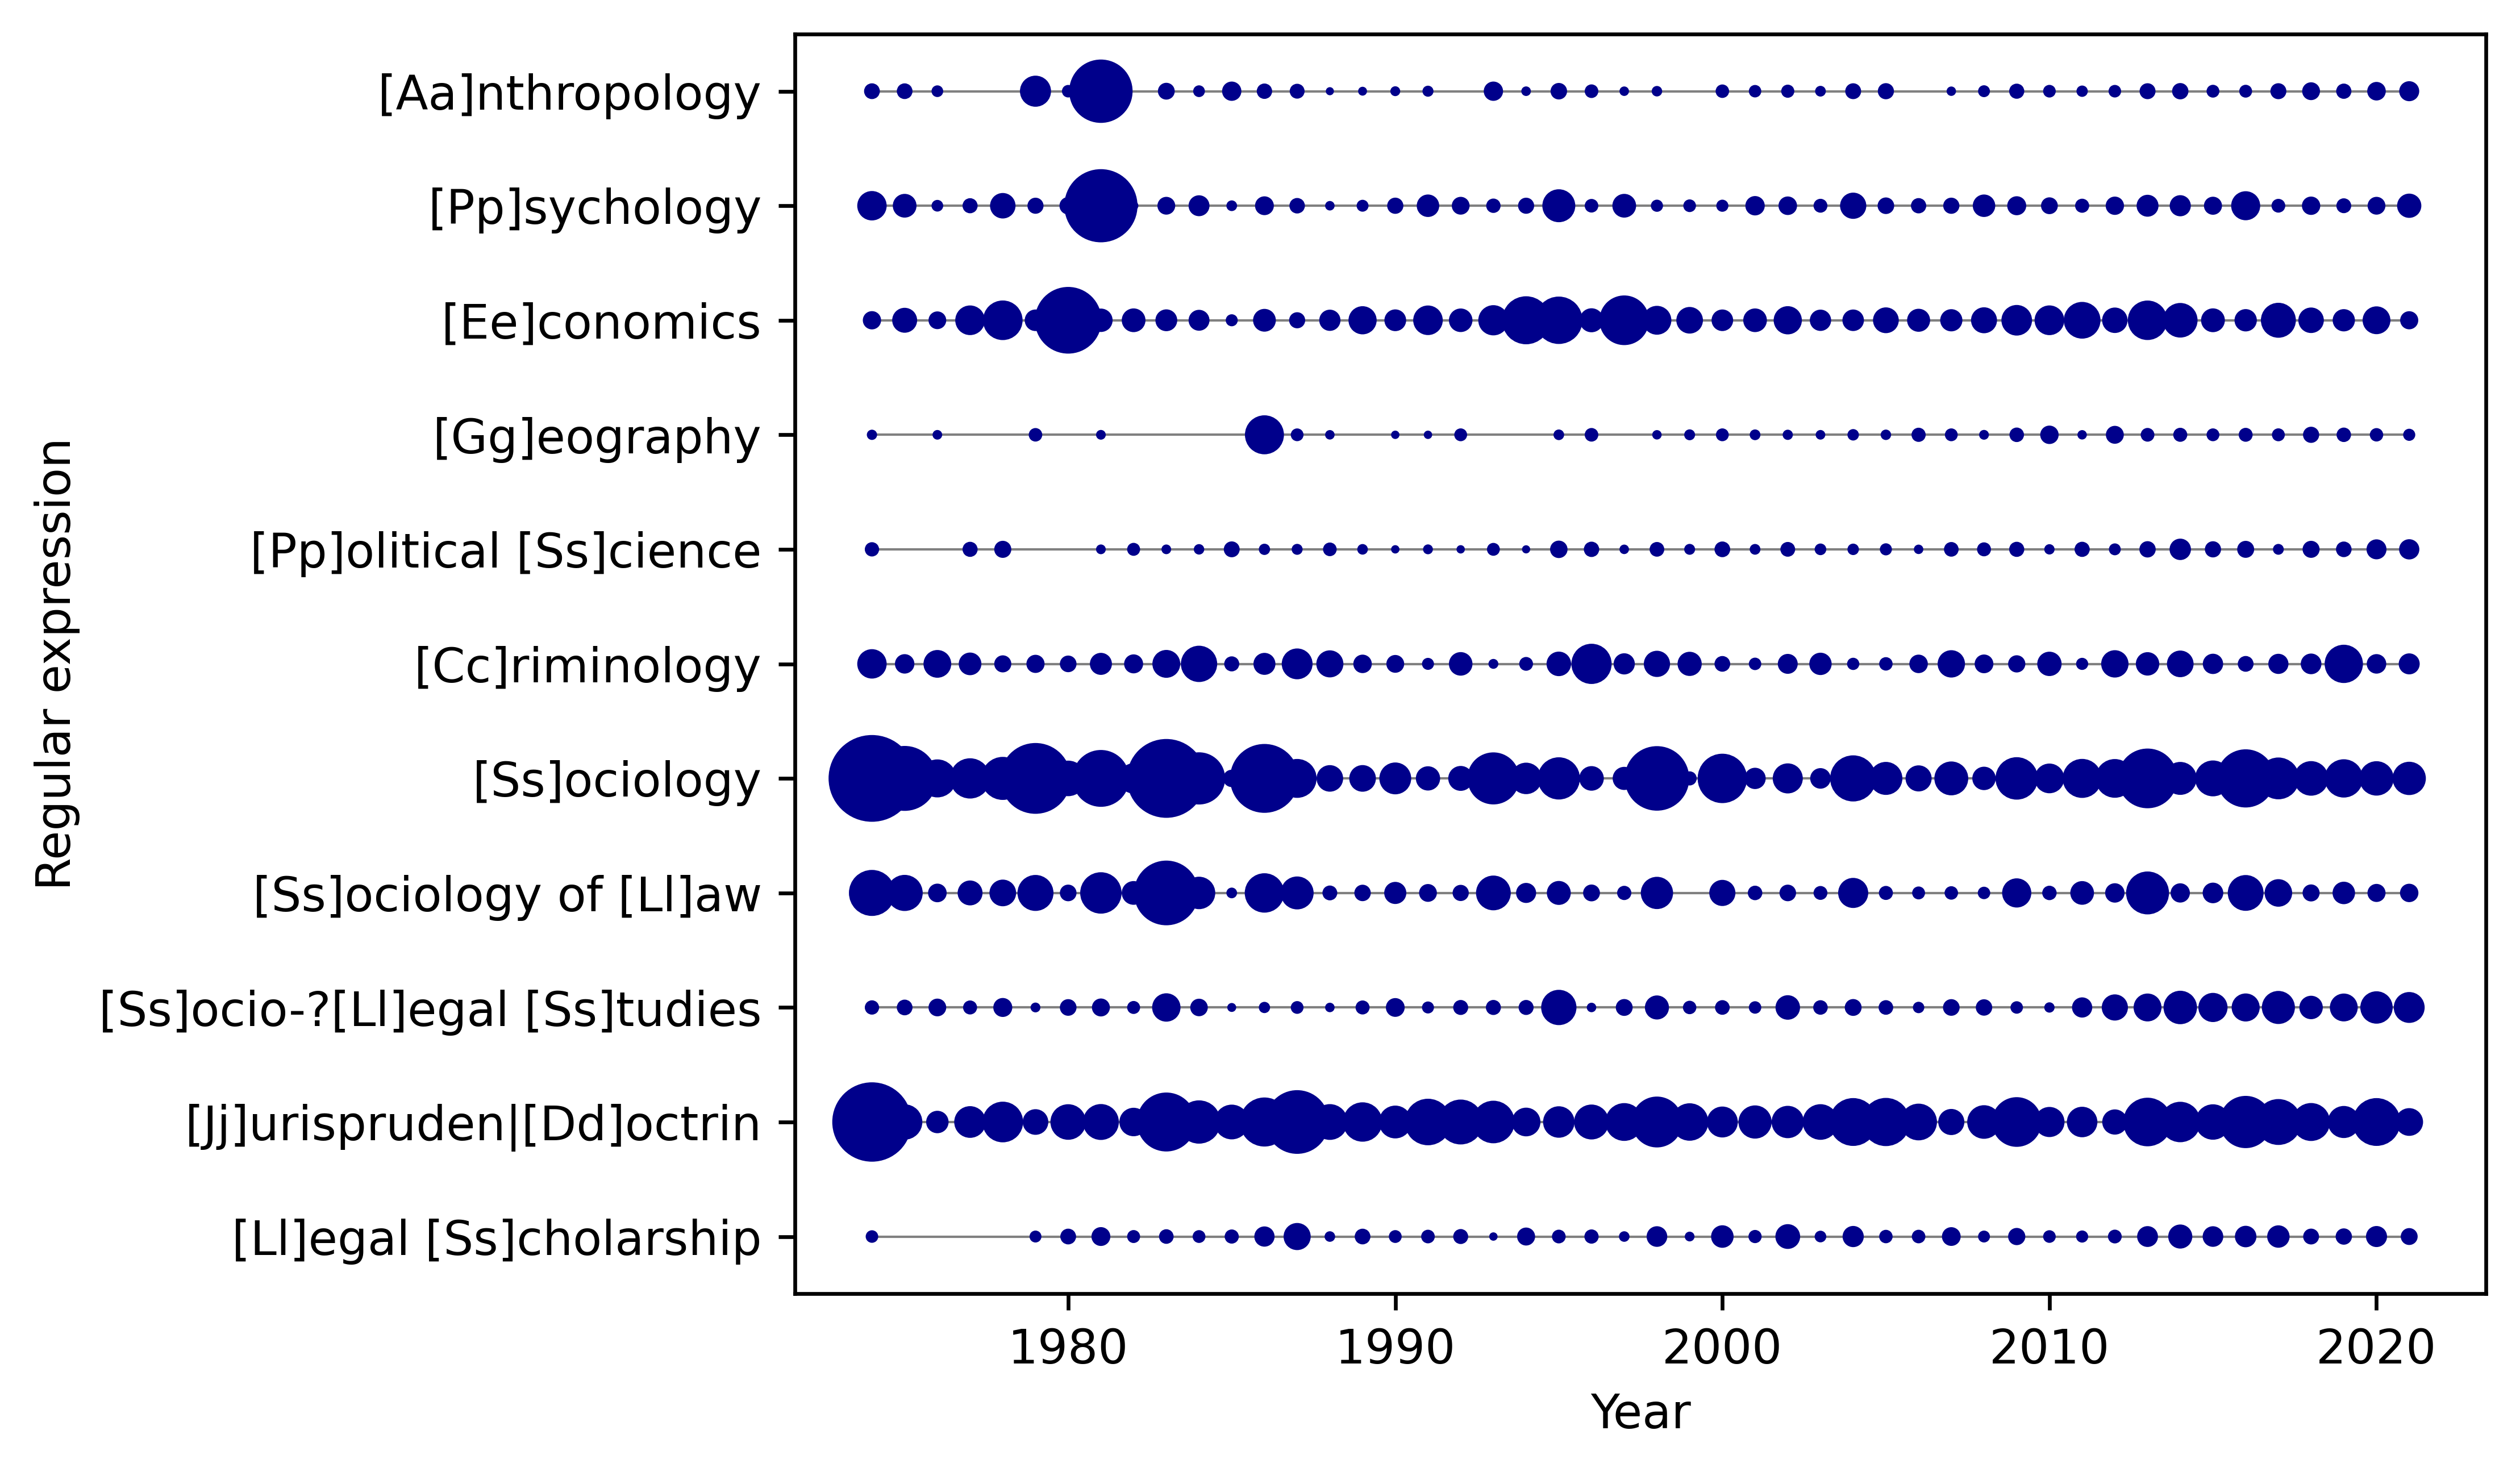 [Aa]nthropology
[Pp]sychology
[Ee]conomics
[Gg]eography
[Pp]olitical [Ss]cience
[Cc]riminology
[Ss]ociology
[Ss]ociology of [Ll]aw
[Ss]ocio-?[Ll]egal [Ss]tudies
[Jj]urispruden|[Dd]octrin
[Ll]egal [Ss]cholarship
Regular expression
1980 1990 2000 2010 2020
Year